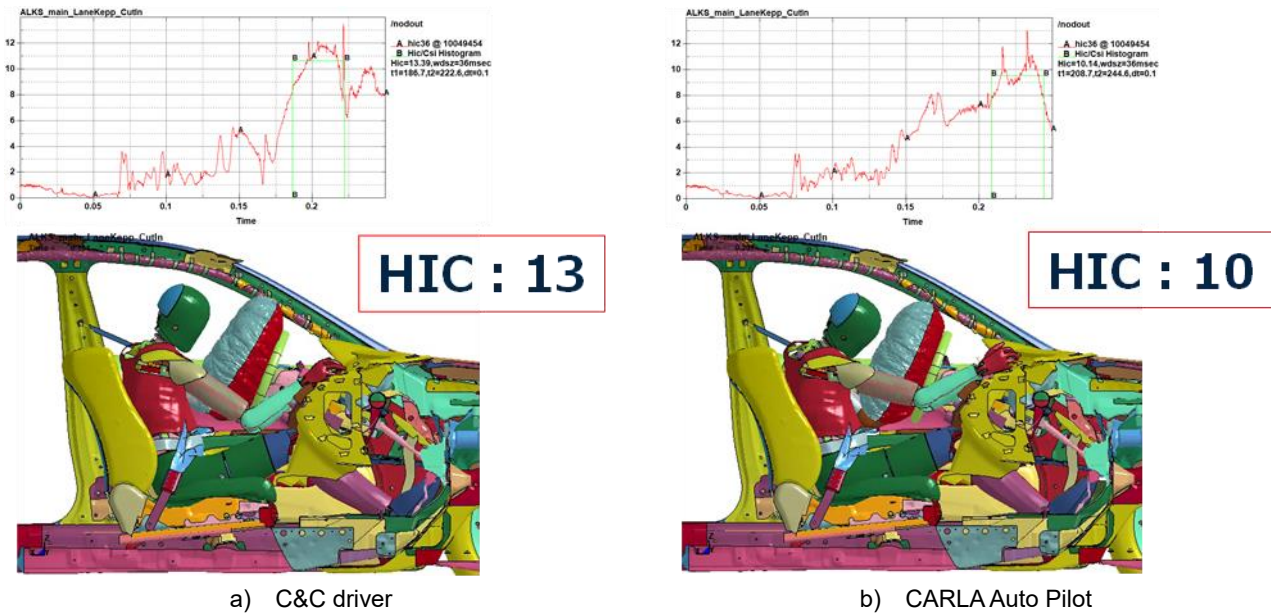 ALKS_main_LaneKepp_CutIn
12
10
8
6
4
2
0
0
0.05
0.1
0.15
0.2
Time
A
A
A
A
A
B
B
B
/nodout
A hic36 @ 10049454
B Hic/Csi Histogram
Hic=13.39,wdsz=36msec
t1=186.7,t2=222.6,dt=0.1
ALKS_main_LaneKepp_CutIn
12
10
8
6
4
2
0
0
0.05
0.1
0.15
0.2
Time
A
A
A
A
A
B
B
B
/nodout
A hic36 @ 10049454
B Hic/Csi Histogram
Hic=10.14,wdsz=36msec
t1=208.7,t2=244.6,dt=0.1
ALKS_main_LaneKepp_CutIn
Time =
HIC : 13
ALKS_main_LaneKepp_CutIn
Time =
HIC : 10
a) C&C driver
b) CARLA Auto Pilot